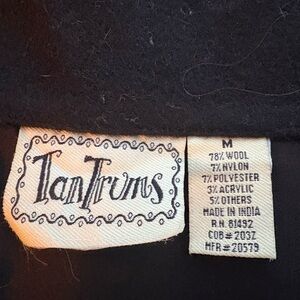 TanTrums
M
78% WOOL
7% NYLON
7% POLYESTER
3% ACRYLIC
5% OTHERS
MADE IN INDIA
R.N. 81492
COB # 2037
MFR # 20579